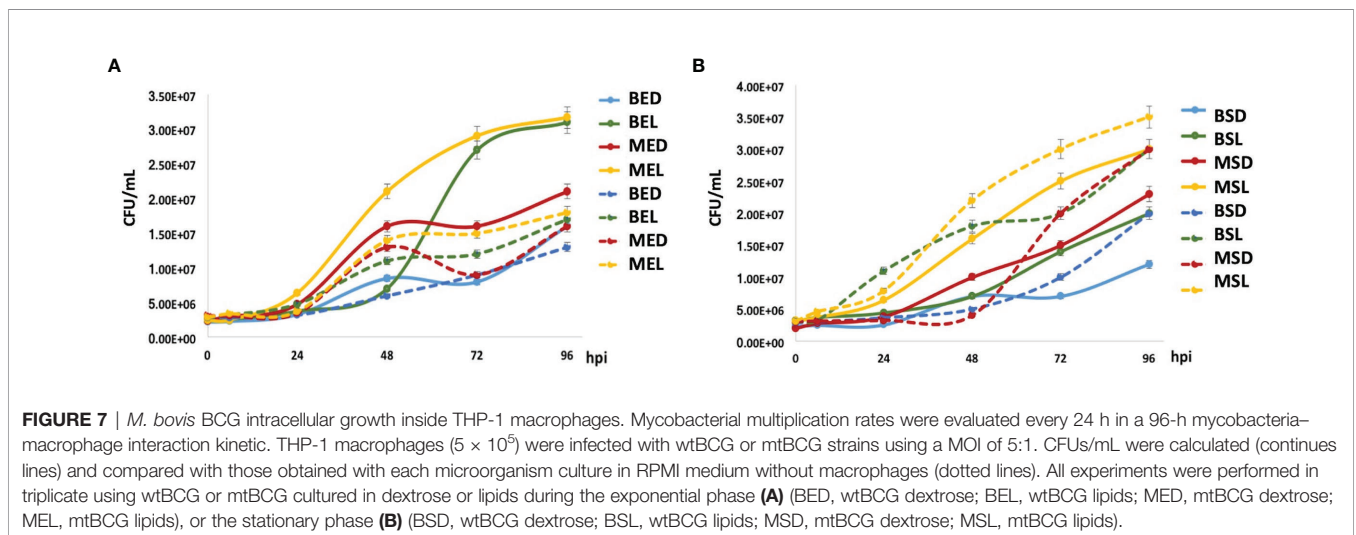 A
CFU/mL
3.50E+07
3.00E+07
2.50E+07
2.00E+07
1.50E+07
1.00E+07
5.00E+06
0.00E+00
0 24 48 72 96 hpi
BED
BEL
MED
MEL
BED
BEL
MED
MEL
B
CFU/mL
4.00E+07
3.50E+07
3.00E+07
2.50E+07
2.00E+07
1.50E+07
1.00E+07
5.00E+06
0.00E+00
0 24 48 72 96 hpi
BSD
BSL
MSD
MSL
BSD
BSL
MSD
MSL
FIGURE 7 | M. bovis BCG intracellular growth inside THP-1 macrophages. Mycobacterial multiplication rates were evaluated every 24 h in a 96-h mycobacteria–
macrophage interaction kinetic. THP-1 macrophages (5 × 10⁵) were infected with wtBCG or mtBCG strains using a MOI of 5:1. CFUs/mL were calculated (continues
lines) and compared with those obtained with each microorganism culture in RPMI medium without macrophages (dotted lines). All experiments were performed in
triplicate using wtBCG or mtBCG cultured in dextrose or lipids during the exponential phase (A) (BED, wtBCG dextrose; BEL, wtBCG lipids; MED, mtBCG dextrose;
MEL, mtBCG lipids), or the stationary phase (B) (BSD, wtBCG dextrose; BSL, wtBCG lipids; MSD, mtBCG dextrose; MSL, mtBCG lipids).